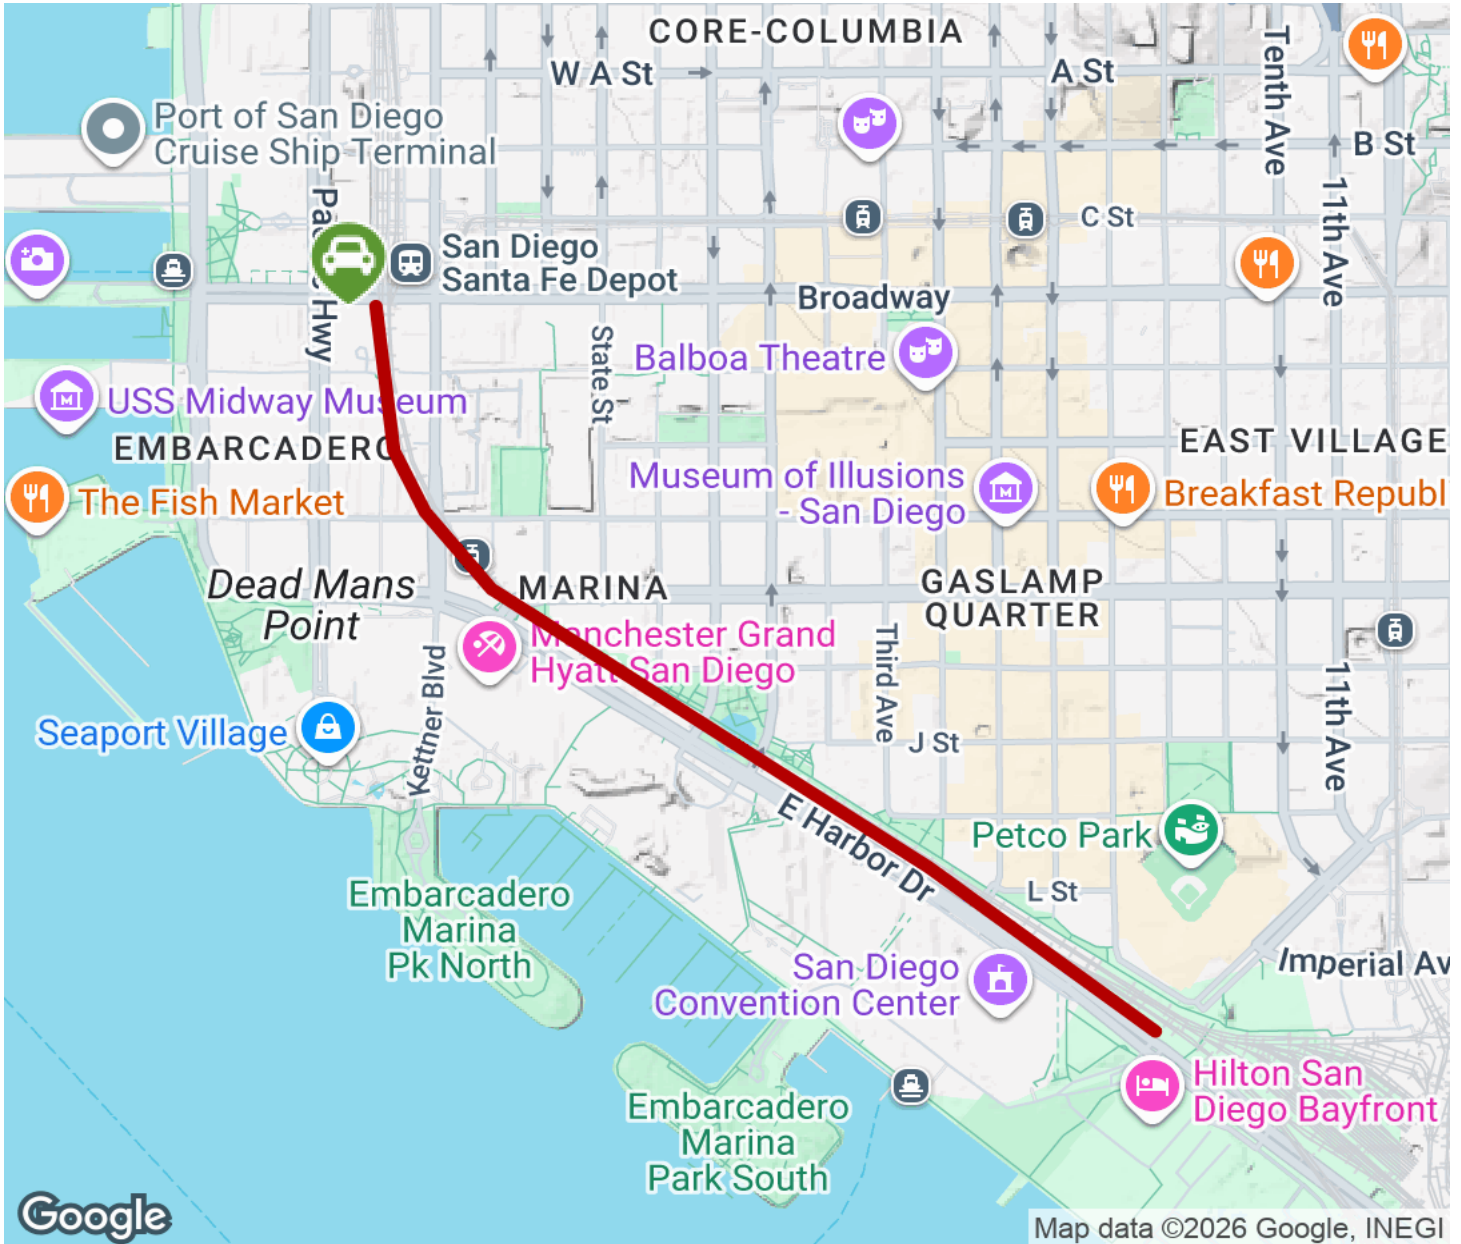 CORE-COLUMBIA
W A St
A St
Tenth Ave
Port of San Diego
Cruise Ship Terminal
B St
11th Ave
C St
San Diego
Santa Fe Depot
Hwy
Broadway
State St
Balboa Theatre
USS Midway Museum
EMBARCADERO
EAST VILLAGE
Museum of Illusions
- San Diego
The Fish Market
Breakfast Republ
Dead Mans
Point
MARINA
GASLAMP
QUARTER
Manchester Grand
Hyatt San Diego
Third Ave
Kettner Blvd
11th Ave
Seaport Village
J St
E Harbor Dr
Petco Park
L St
Embarcadero
Marina
Pk North
San Diego
Convention Center
Imperial Av
Hilton San
Diego Bayfront
Embarcadero
Marina
Park South
Google
Map data ©2026 Google, INEGI